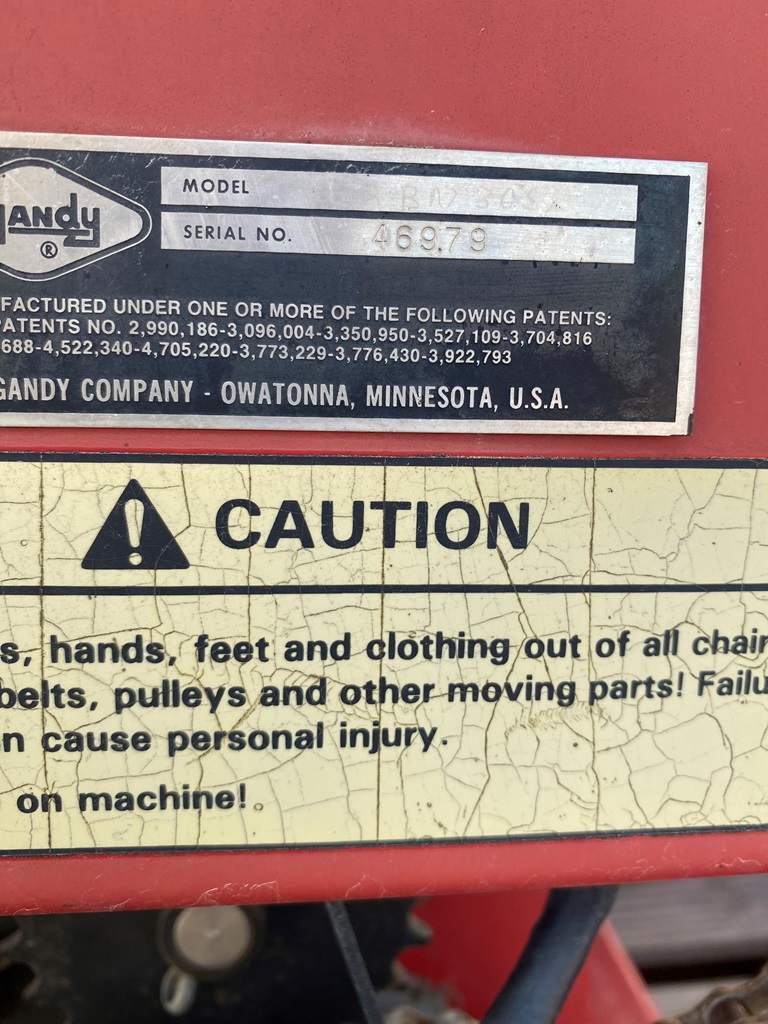 Gandy
®
MODEL
SERIAL NO. 46979
FACTURED UNDER ONE OR MORE OF THE FOLLOWING PATENTS:
PATENTS NO. 2,990,186-3,096,004-3,350,950-3,527,109-3,704,816
688-4,522,340-4,705,220-3,773,229-3,776,430-3,922,793
GANDY COMPANY - OWATONNA, MINNESOTA, U.S.A.
CAUTION
s, hands, feet and clothing out of all chain
belts, pulleys and other moving parts! Failu
n cause personal injury.
on machine!